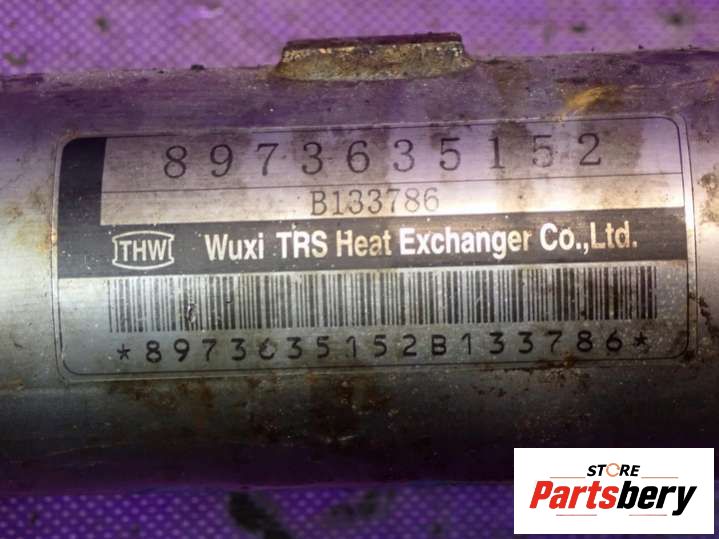 8973635152
B133786
THW Wuxi TRS Heat Exchanger Co.,Ltd.
*8973635152B133786*
STORE
Partsbery